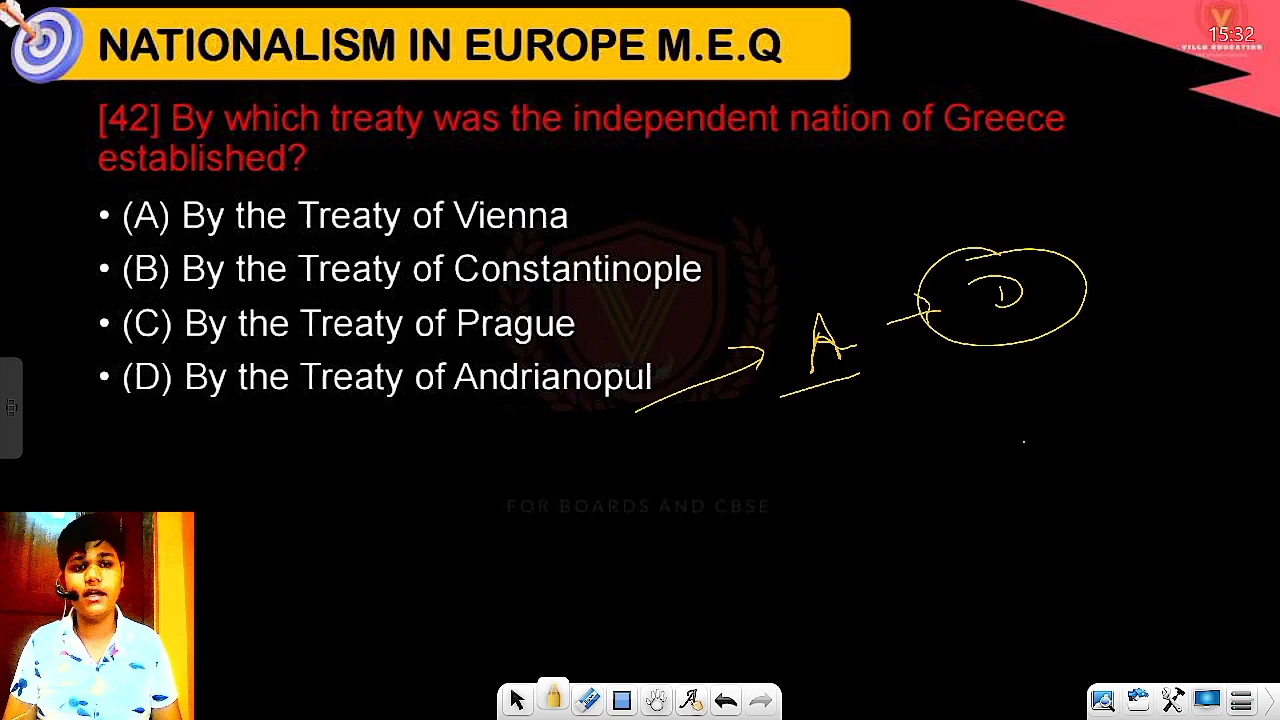 NATIONALISM IN EUROPE M.E.Q
15:32
VILLO EDUCATION
[42] By which treaty was the independent nation of Greece
established?
• (A) By the Treaty of Vienna
• (B) By the Treaty of Constantinople
• (C) By the Treaty of Prague
• (D) By the Treaty of Andrianopul
A
D
FOR BOARDS AND CBSE